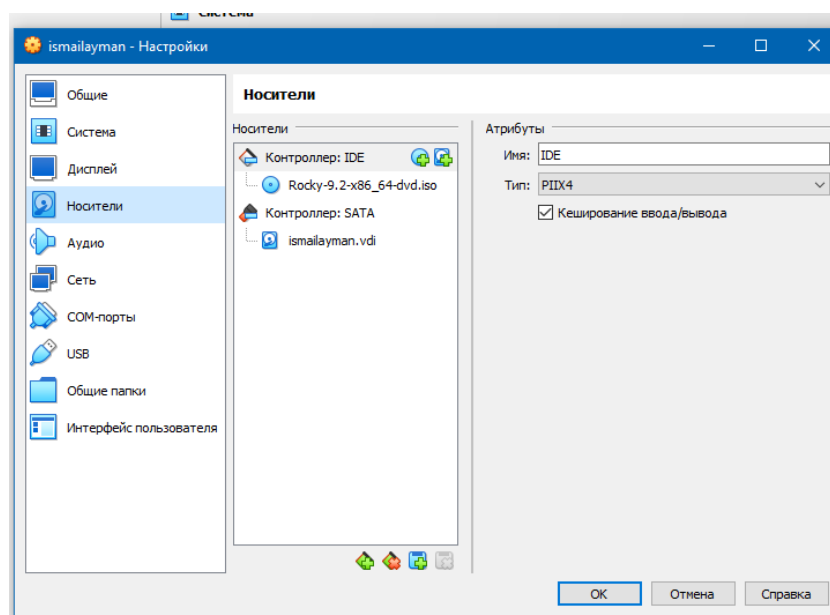 Система
ismailayman - Настройки
Общие
Система
Дисплей
Носители
Аудио
Сеть
COM-порты
USB
Общие папки
Интерфейс пользователя
Носители
Носители
Контроллер: IDE
Rocky-9.2-x86_64-dvd.iso
Контроллер: SATA
ismailayman.vdi
Атрибуты
Имя: IDE
Тип: PIIX4
Кеширование ввода/вывода
OK Отмена Справка